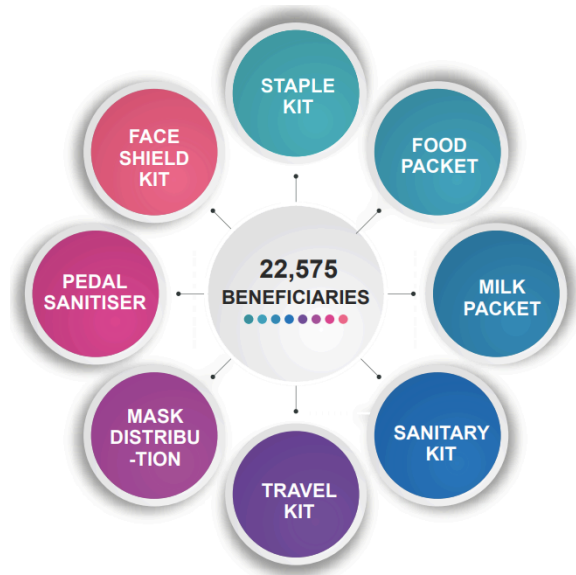 STAPLE
KIT
FOOD
PACKET
MILK
PACKET
SANITARY
KIT
TRAVEL
KIT
MASK
DISTRIBU
-TION
PEDAL
SANITISER
FACE
SHIELD
KIT
22,575
BENEFICIARIES